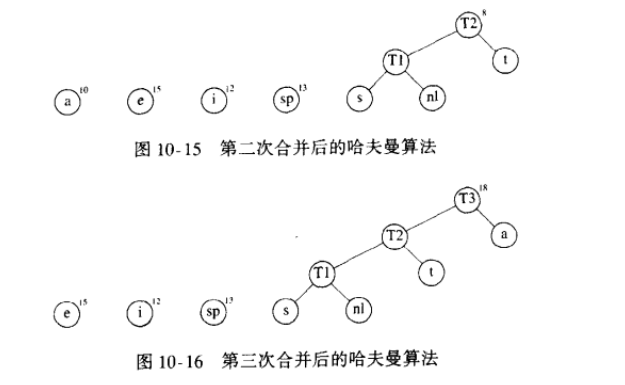 T2 8
T1 t
a 10 e 15 i 12 sp 13 s nl
图 10-15 第二次合并后的哈夫曼算法
T3 18
T2 a
T1 t
e 15 i 12 sp 13 s nl
图 10-16 第三次合并后的哈夫曼算法